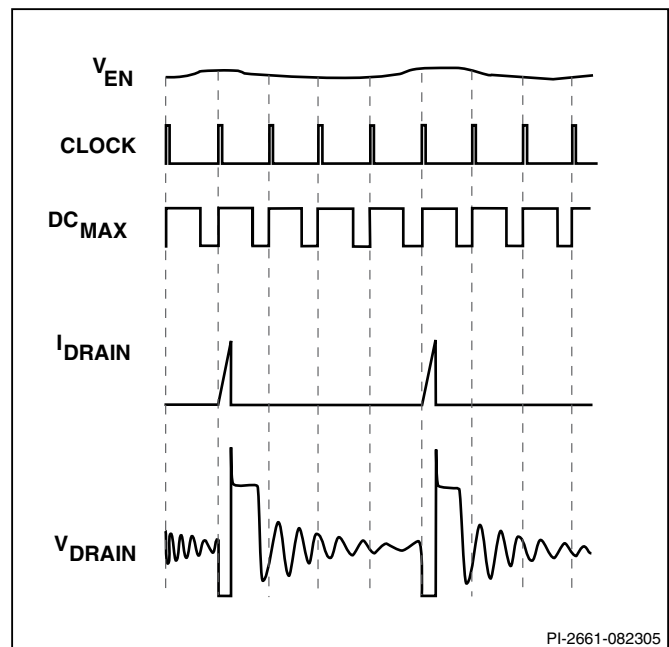 V EN
CLOCK
DC MAX
I DRAIN
V DRAIN
PI-2661-082305